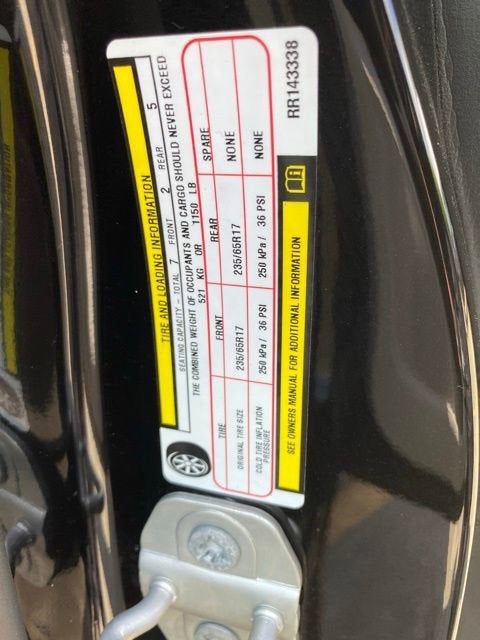 TIRE AND LOADING INFORMATION
SEATING CAPACITY - TOTAL 7 FRONT 2 REAR 5
THE COMBINED WEIGHT OF OCCUPANTS AND CARGO SHOULD NEVER EXCEED
521 KG OR 1150 LB
TIRE FRONT REAR SPARE
ORIGINAL TIRE SIZE 235/65R17 235/65R17 NONE
COLD TIRE INFLATION
PRESSURE 250 kPa / 36 PSI 250 kPa / 36 PSI NONE
SEE OWNERS MANUAL FOR ADDITIONAL INFORMATION
RR143338